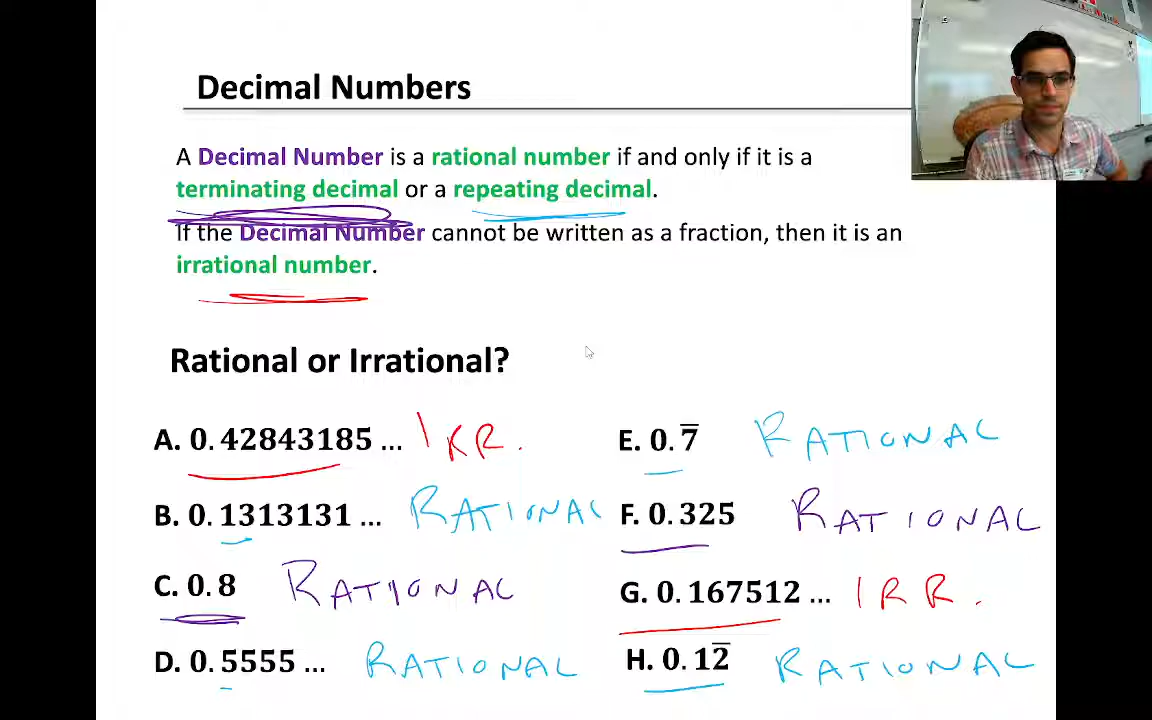 Decimal Numbers
A Decimal Number is a rational number if and only if it is a
terminating decimal or a repeating decimal.
If the Decimal Number cannot be written as a fraction, then it is an
irrational number.
Rational or Irrational?
A. 0.42843185 ... IRR.
B. 0.1313131 ... RATIONAL
C. 0.8 RATIONAL
D. 0.5555 ... RATIONAL
E. 0.7̅ RATIONAL
F. 0.325 RATIONAL
G. 0.167512 ... IRR.
H. 0.12̅ RATIONAL